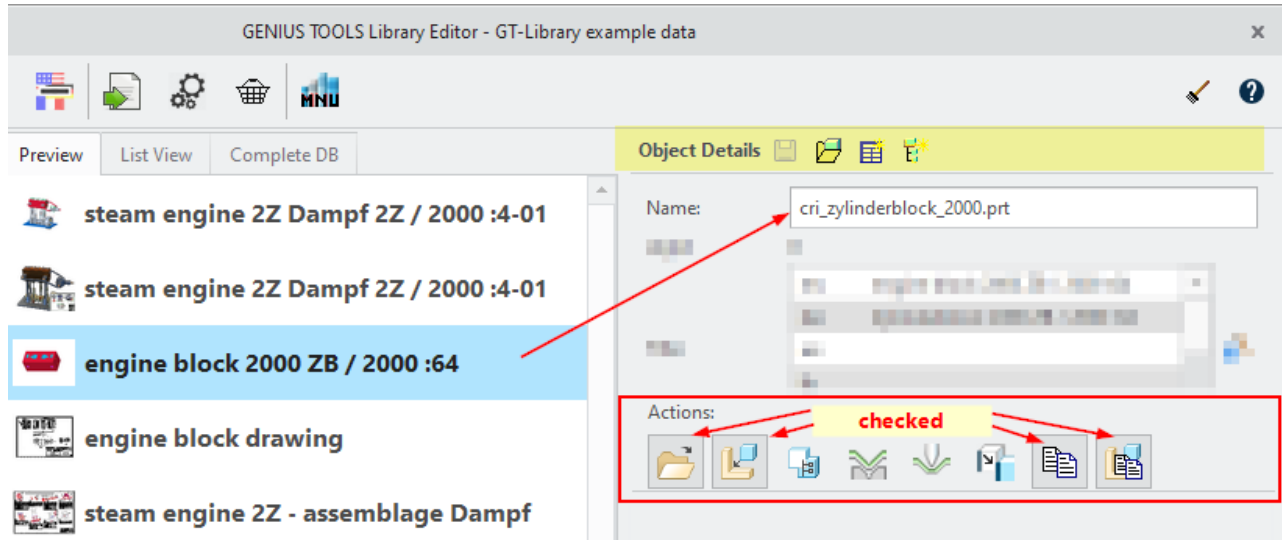 GENIUS TOOLS Library Editor - GT-Library example data
MNU
Preview
List View
Complete DB
Object Details
steam engine 2Z Dampf 2Z / 2000 :4-01
Name:
cri_zylinderblock_2000.prt
steam engine 2Z Dampf 2Z / 2000 :4-01
engine block 2000 ZB / 2000 :64
Actions:
checked
engine block drawing
steam engine 2Z - assemblage Dampf